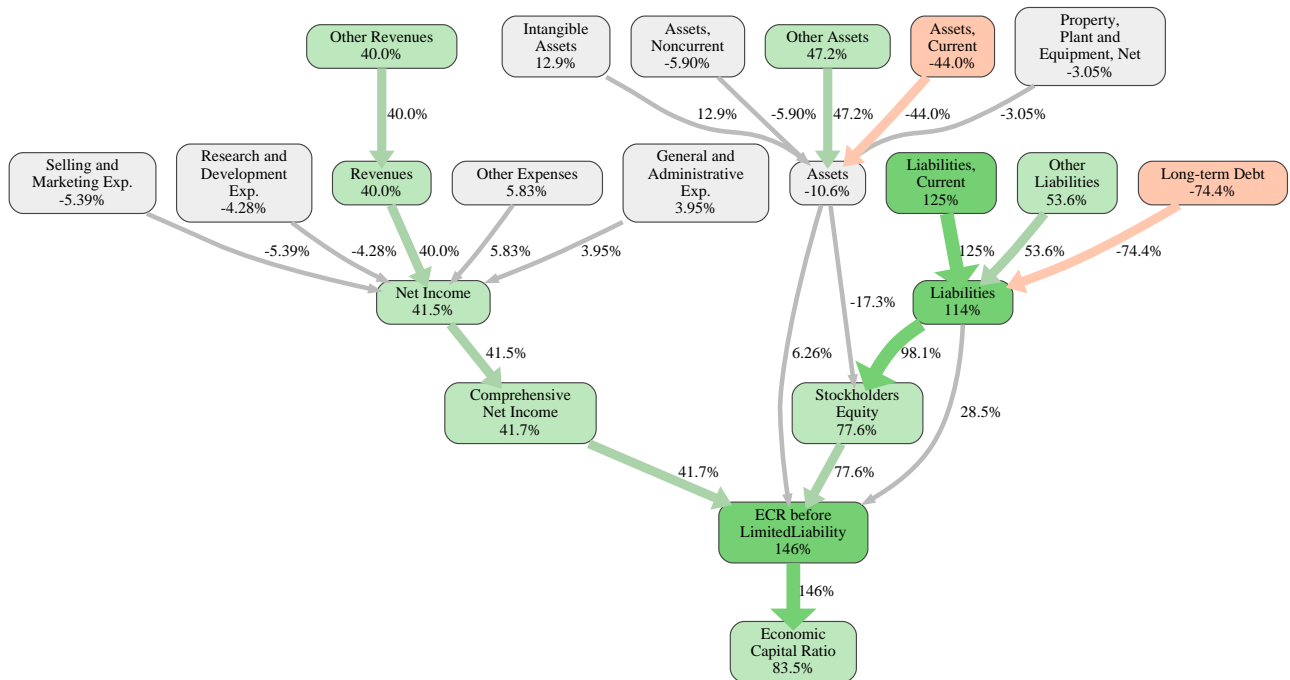 Other Revenues
40.0%
Intangible
Assets
12.9%
Assets,
Noncurrent
-5.90%
Other Assets
47.2%
Assets,
Current
-44.0%
Property,
Plant and
Equipment, Net
-3.05%
40.0%
12.9%
-5.90%
47.2%
-44.0%
-3.05%
Selling and
Marketing Exp.
-5.39%
Research and
Development
Exp.
-4.28%
Revenues
40.0%
Other Expenses
5.83%
General and
Administrative
Exp.
3.95%
Assets
-10.6%
Liabilities,
Current
125%
Other
Liabilities
53.6%
Long-term Debt
-74.4%
-5.39%
-4.28%
40.0%
5.83%
3.95%
125%
53.6%
-74.4%
Net Income
41.5%
-17.3%
Liabilities
114%
41.5%
6.26%
98.1%
Comprehensive
Net Income
41.7%
Stockholders
Equity
77.6%
28.5%
41.7%
77.6%
ECR before
LimitedLiability
146%
146%
Economic
Capital Ratio
83.5%